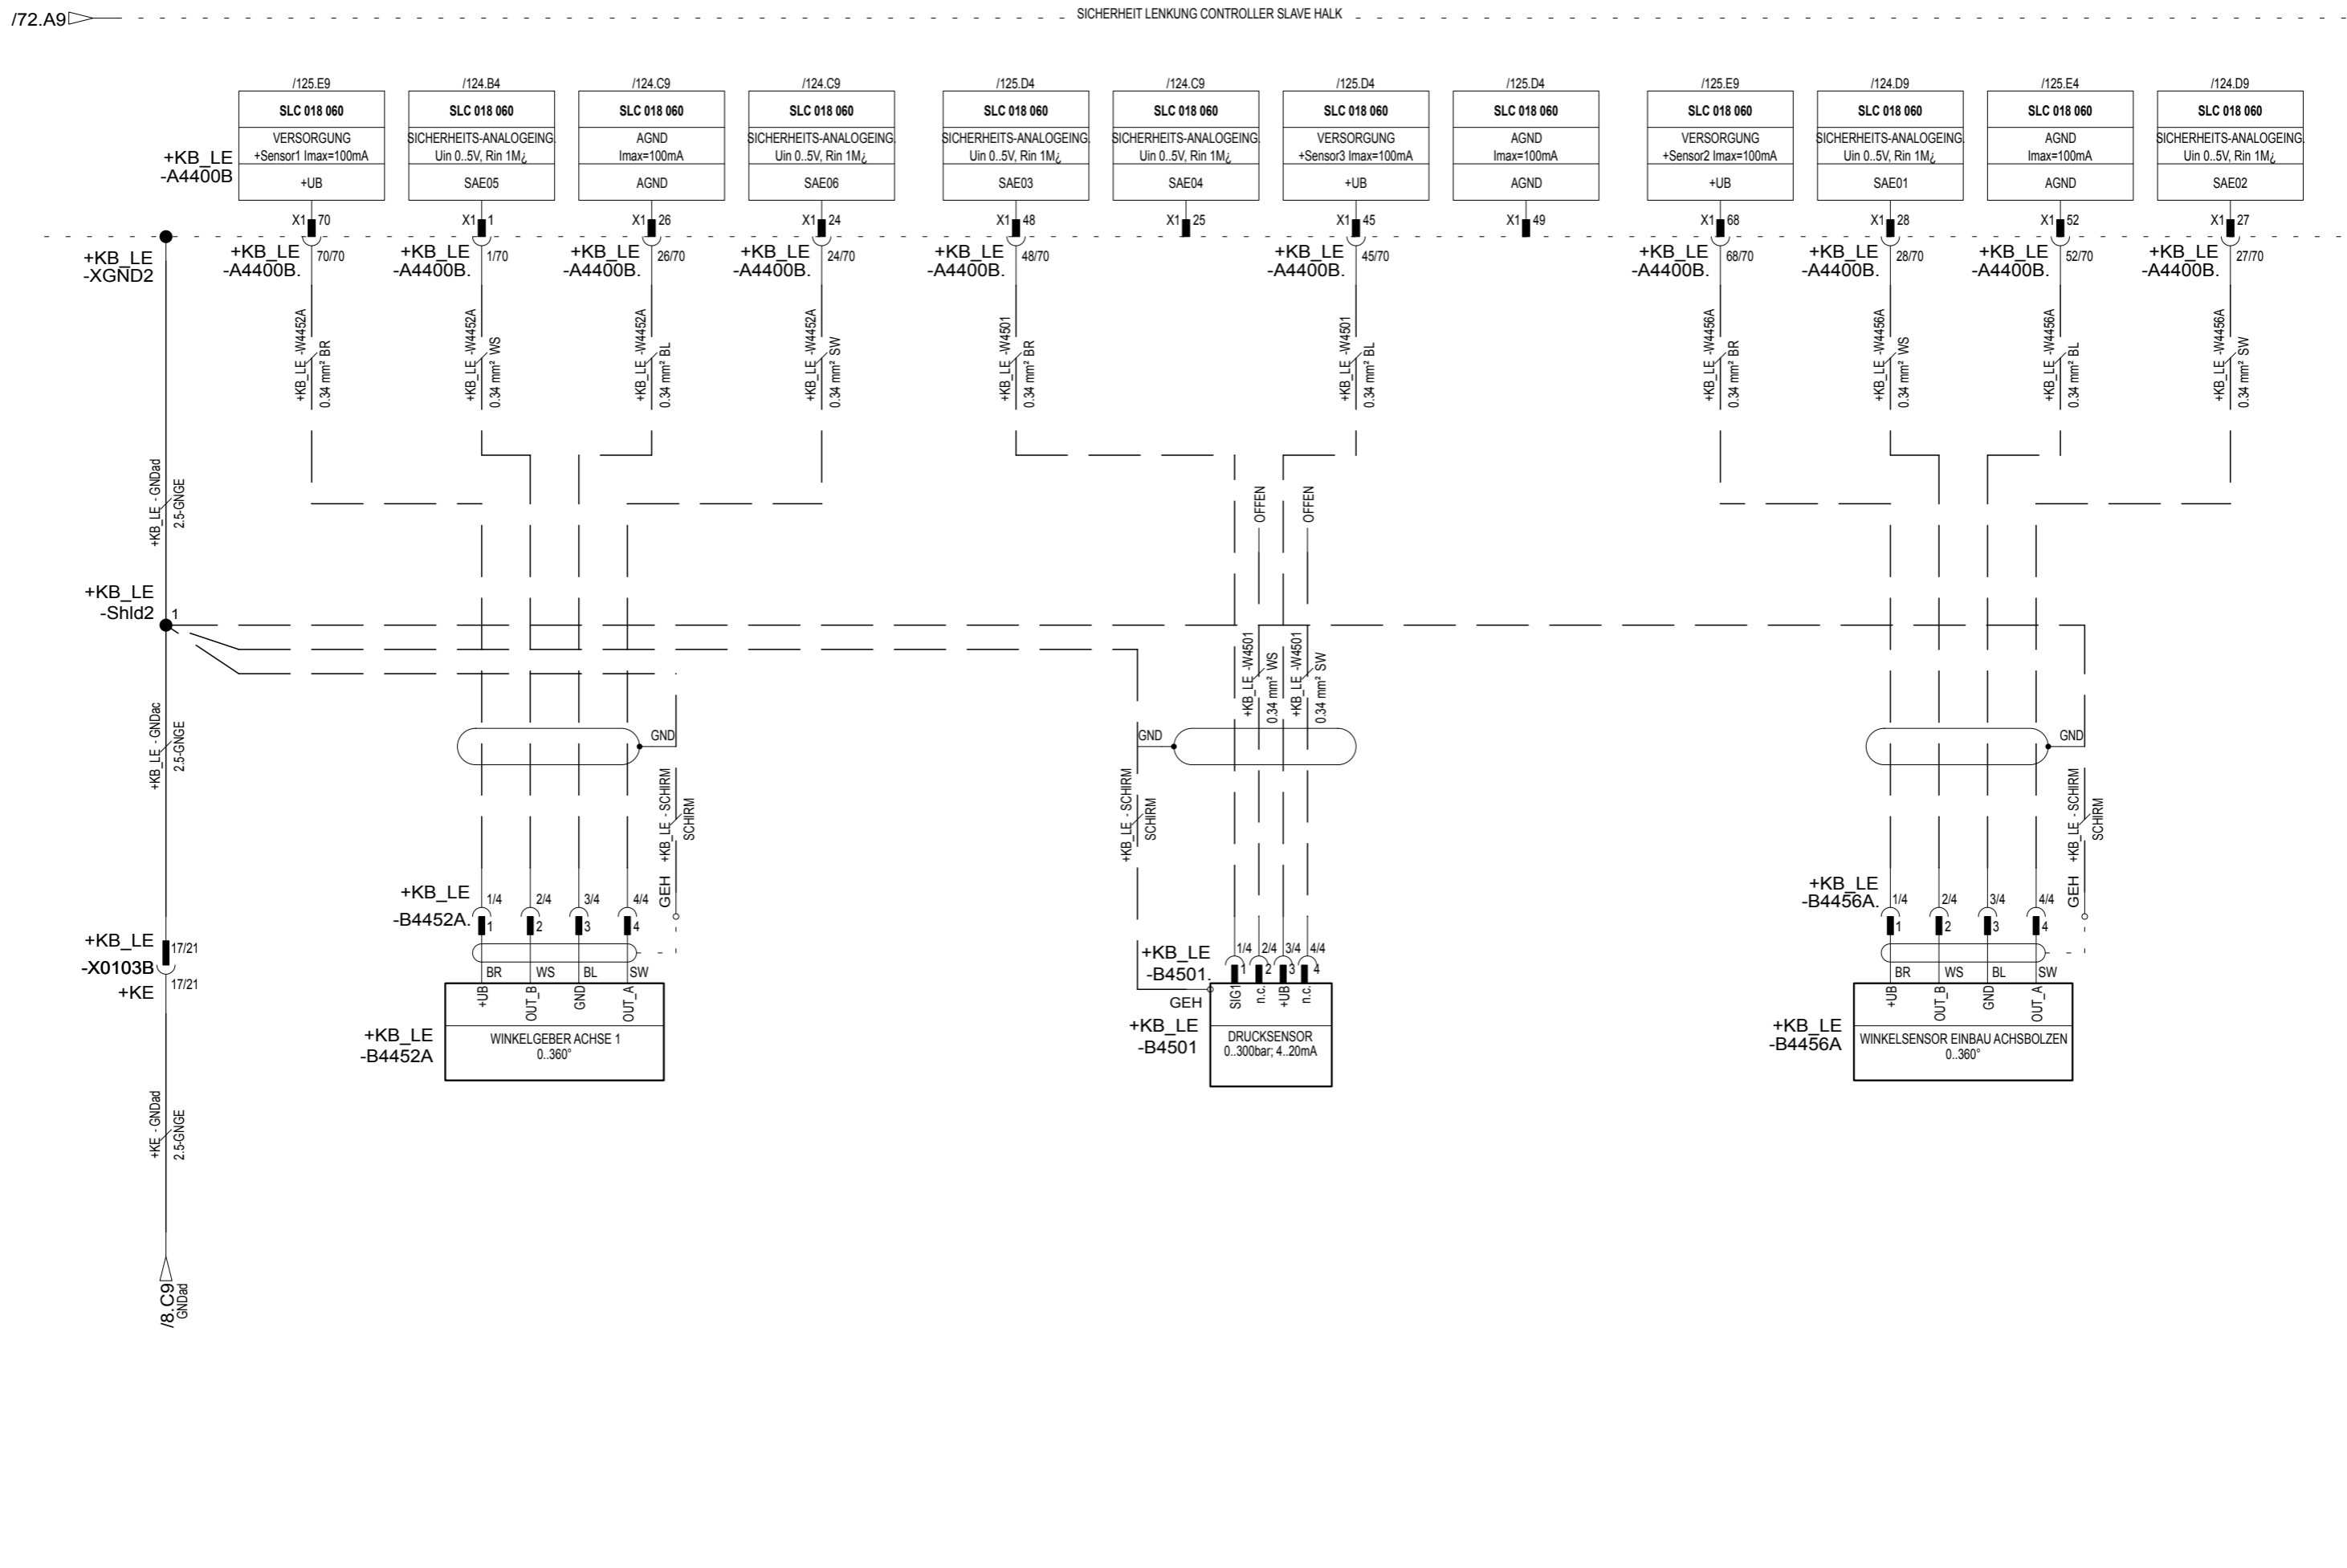 /72.A9
SICHERHEIT LENKUNG CONTROLLER SLAVE HALK
/125.E9
SLC 018 060
VERSORGUNG
+Sensor1 Imax=100mA
+UB
X1 70
/124.B4
SLC 018 060
SICHERHEITS-ANALOGEING.
Uin 0..5V, Rin 1M¿
SAE05
X1 1
/124.C9
SLC 018 060
AGND
Imax=100mA
AGND
X1 26
/124.C9
SLC 018 060
SICHERHEITS-ANALOGEING.
Uin 0..5V, Rin 1M¿
SAE06
X1 24
/125.D4
SLC 018 060
SICHERHEITS-ANALOGEING.
Uin 0..5V, Rin 1M¿
SAE03
X1 48
/124.C9
SLC 018 060
SICHERHEITS-ANALOGEING.
Uin 0..5V, Rin 1M¿
SAE04
X1 25
/125.D4
SLC 018 060
VERSORGUNG
+Sensor3 Imax=100mA
+UB
X1 45
/125.D4
SLC 018 060
AGND
Imax=100mA
AGND
X1 49
/125.E9
SLC 018 060
VERSORGUNG
+Sensor2 Imax=100mA
+UB
X1 68
/124.D9
SLC 018 060
SICHERHEITS-ANALOGEING.
Uin 0..5V, Rin 1M¿
SAE01
X1 28
/125.E4
SLC 018 060
AGND
Imax=100mA
AGND
X1 52
/124.D9
SLC 018 060
SICHERHEITS-ANALOGEING.
Uin 0..5V, Rin 1M¿
SAE02
X1 27
+KB_LE
-A4400B
+KB_LE
-XGND2
+KB_LE
-A4400B.
70/70
+KB_LE
-A4400B.
1/70
+KB_LE
-A4400B.
26/70
+KB_LE
-A4400B.
24/70
+KB_LE
-A4400B.
48/70
+KB_LE
-A4400B.
45/70
+KB_LE
-A4400B.
68/70
+KB_LE
-A4400B.
28/70
+KB_LE
-A4400B.
52/70
+KB_LE
-A4400B.
27/70
+KB_LE -W4452A
0.34 mm² BR
+KB_LE -W4452A
0.34 mm² WS
+KB_LE -W4452A
0.34 mm² BL
+KB_LE -W4452A
0.34 mm² SW
+KB_LE -W4501
0.34 mm² BR
+KB_LE -W4501
0.34 mm² BL
+KB_LE -W4456A
0.34 mm² BR
+KB_LE -W4456A
0.34 mm² WS
+KB_LE -W4456A
0.34 mm² BL
+KB_LE -W4456A
0.34 mm² SW
+KB_LE - GNDad
2.5-GNGE
OFFEN
OFFEN
+KB_LE
-Shld2
1
+KB_LE -W4501
0.34 mm² WS
+KB_LE -W4501
0.34 mm² SW
+KB_LE - GNDac
2.5-GNGE
GND
GND
GND
+KB_LE - SCHIRM
SCHIRM
+KB_LE - SCHIRM
SCHIRM
+KB_LE - SCHIRM
SCHIRM
GEH
GEH
+KB_LE
-B4452A.
1/4
2/4
3/4
4/4
1
2
3
4
BR
WS
BL
SW
+UB
OUT_B
GND
OUT_A
+KB_LE
-B4452A
WINKELGEBER ACHSE 1
0..360°
+KB_LE
-B4501.
1/4
2/4
3/4
4/4
1
2
3
4
GEH
SIG1
n.c.
+UB
n.c.
+KB_LE
-B4501
DRUCKSENSOR
0..300bar; 4..20mA
+KB_LE
-B4456A.
1/4
2/4
3/4
4/4
1
2
3
4
BR
WS
BL
SW
+UB
OUT_B
GND
OUT_A
+KB_LE
-B4456A
WINKELSENSOR EINBAU ACHSBOLZEN
0..360°
+KB_LE
17/21
-X0103B
17/21
+KE
+KE - GNDad
2.5-GNGE
/8.C9
GNDad